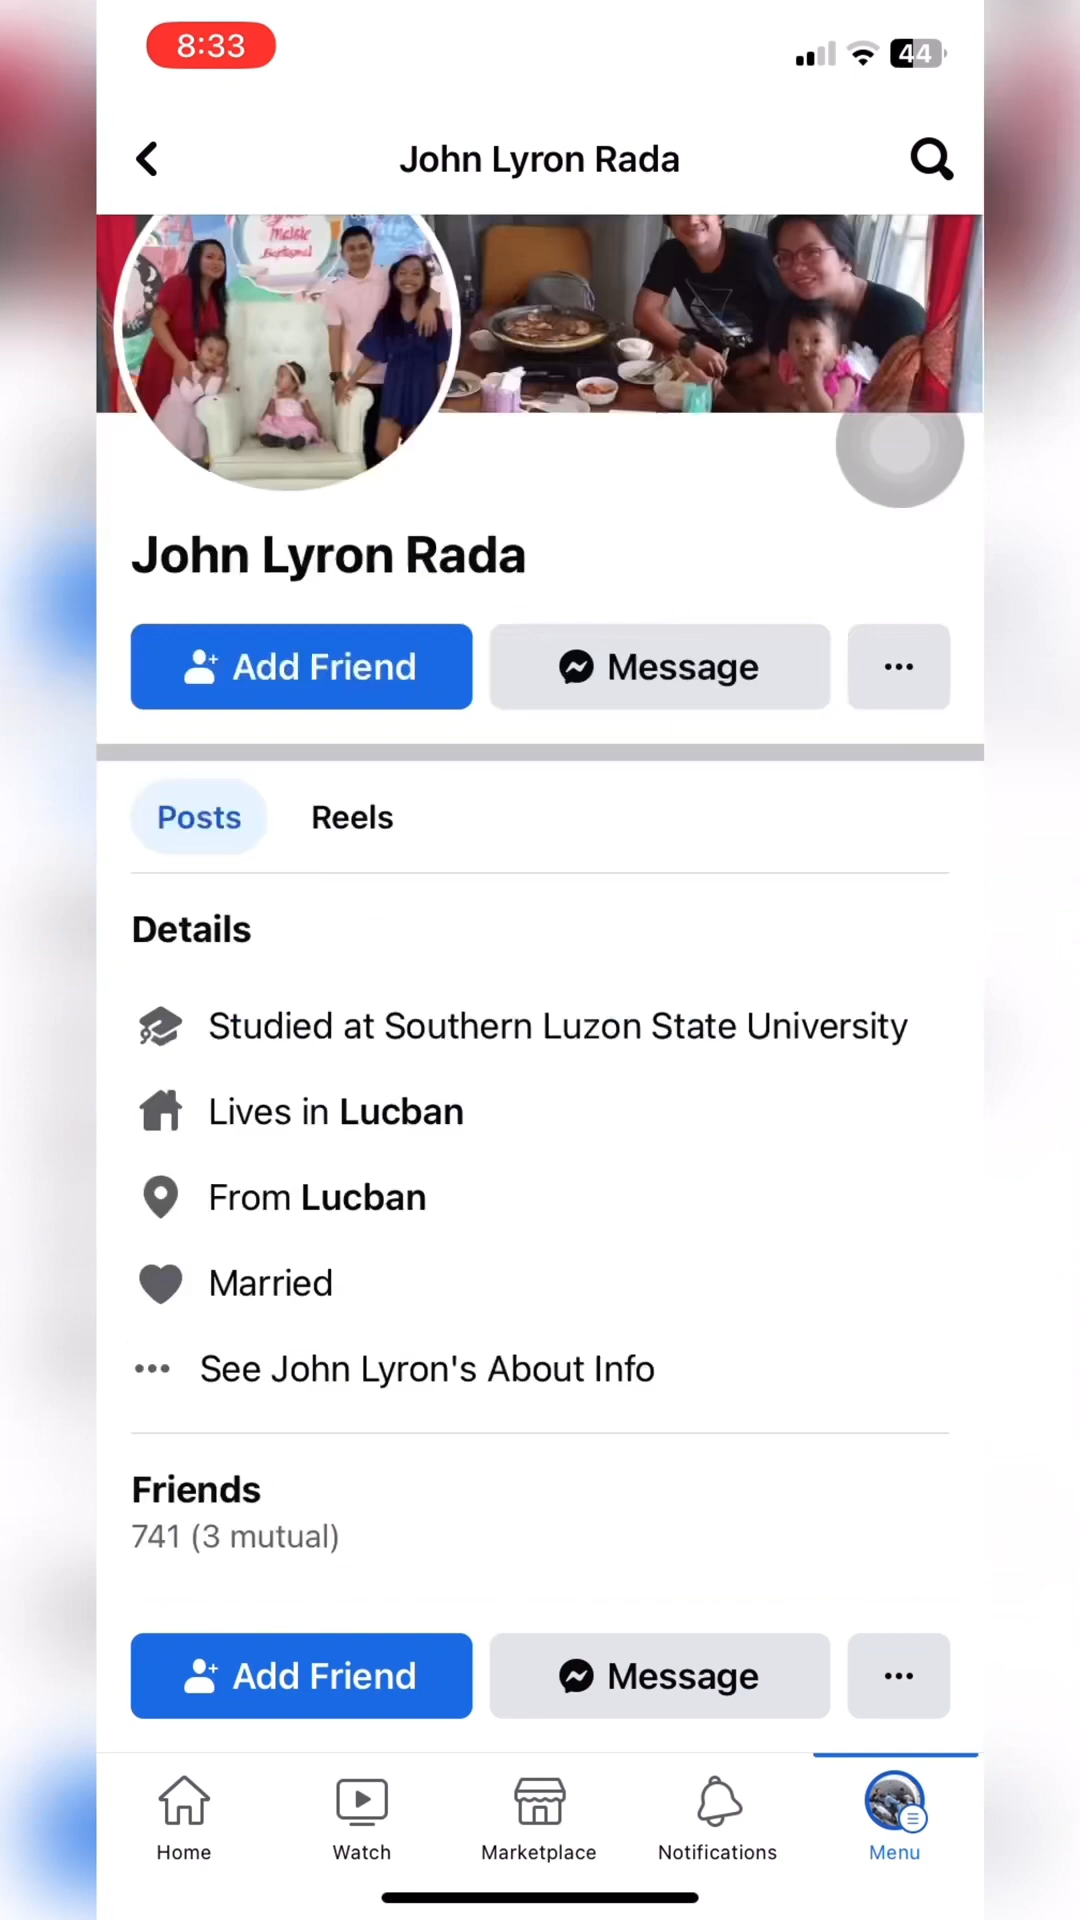 8:33
44
John Lyron Rada
John Lyron Rada
Add Friend
Message
Posts
Reels
Details
Studied at Southern Luzon State University
Lives in Lucban
From Lucban
Married
See John Lyron's About Info
Friends
741 (3 mutual)
Add Friend
Message
Home
Watch
Marketplace
Notifications
Menu